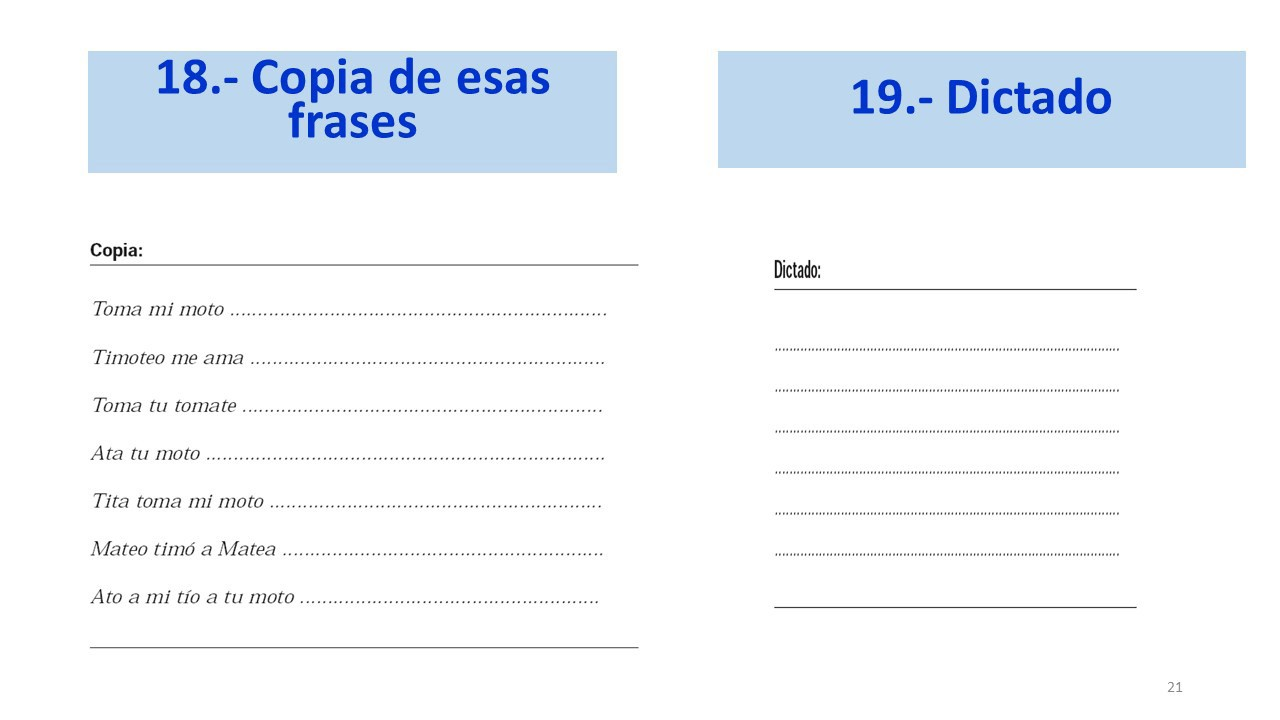 18.- Copia de esas
frases
Copia:
Toma mi moto ....................................................................
Timoteo me ama ................................................................
Toma tu tomate .................................................................
Ata tu moto ........................................................................
Tita toma mi moto ............................................................
Mateo timó a Matea ..........................................................
Ato a mi tío a tu moto ......................................................
19.- Dictado
Dictado:
...............................................................................................
...............................................................................................
...............................................................................................
...............................................................................................
...............................................................................................
...............................................................................................
21